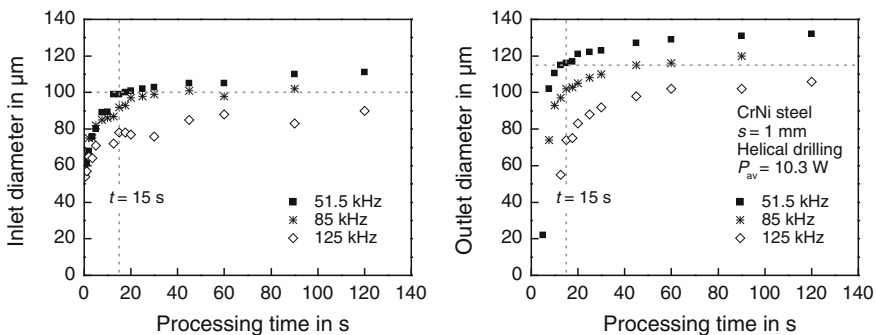 Inlet diameter in µm
140
120
100
80
60
40
20
0
t = 15 s
51.5 kHz
85 kHz
125 kHz
0 20 40 60 80 100 120 140
Processing time in s
Outlet diameter in µm
140
120
100
80
60
40
20
0
CrNi steel
s = 1 mm
Helical drilling
Pav = 10.3 W
t = 15 s
51.5 kHz
85 kHz
125 kHz
0 20 40 60 80 100 120 140
Processing time in s